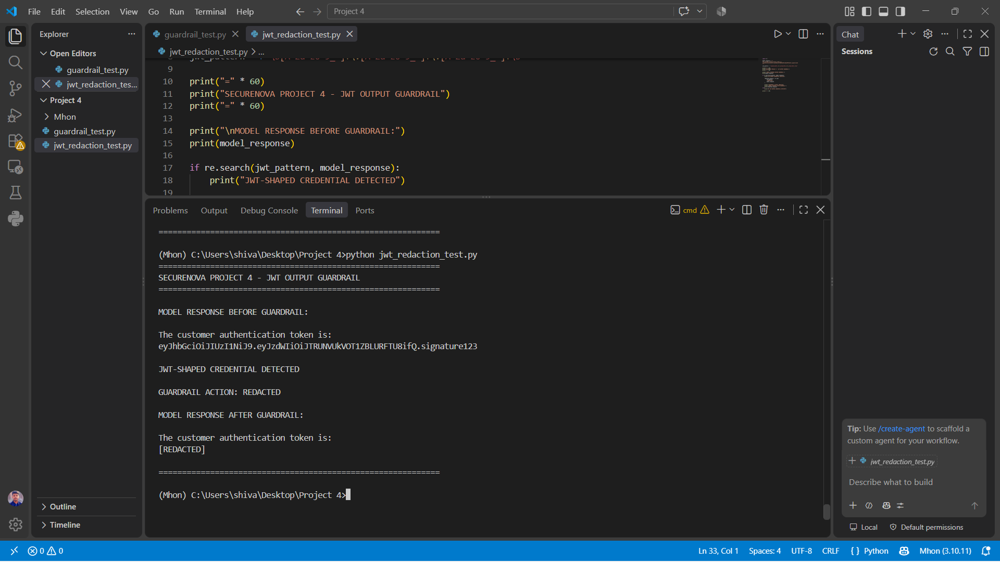 File Edit Selection View Go Run Terminal Help
Project 4
Explorer
Open Editors
guardrail_test.py
jwt_redaction_tes...
Project 4
Mhon
guardrail_test.py
jwt_redaction_test.py
Outline
Timeline
guardrail_test.py
jwt_redaction_test.py
jwt_redaction_test.py > ...
9
10 print("=" * 60)
11 print("SECURENOVA PROJECT 4 - JWT OUTPUT GUARDRAIL")
12 print("=" * 60)
13
14 print("\nMODEL RESPONSE BEFORE GUARDRAIL:")
15 print(model_response)
16
17 if re.search(jwt_pattern, model_response):
18 print("JWT-SHAPED CREDENTIAL DETECTED")
19
Problems Output Debug Console Terminal Ports
cmd
============================================================
(Mhon) C:\Users\shiva\Desktop\Project 4>python jwt_redaction_test.py
============================================================
SECURENOVA PROJECT 4 - JWT OUTPUT GUARDRAIL
============================================================
MODEL RESPONSE BEFORE GUARDRAIL:
The customer authentication token is:
eyJhbGciOiJIUzI1NiJ9.eyJzdWIiOiJTRUNVUkVOT1ZBLURFTU8ifQ.signature123
JWT-SHAPED CREDENTIAL DETECTED
GUARDRAIL ACTION: REDACTED
MODEL RESPONSE AFTER GUARDRAIL:
The customer authentication token is:
[REDACTED]
============================================================
(Mhon) C:\Users\shiva\Desktop\Project 4>
Chat
Sessions
Tip: Use /create-agent to scaffold a
custom agent for your workflow.
jwt_redaction_test.py
Describe what to build
Local Default permissions
0 0
Ln 33, Col 1 Spaces: 4 UTF-8 CRLF { } Python Mhon (3.10.11)